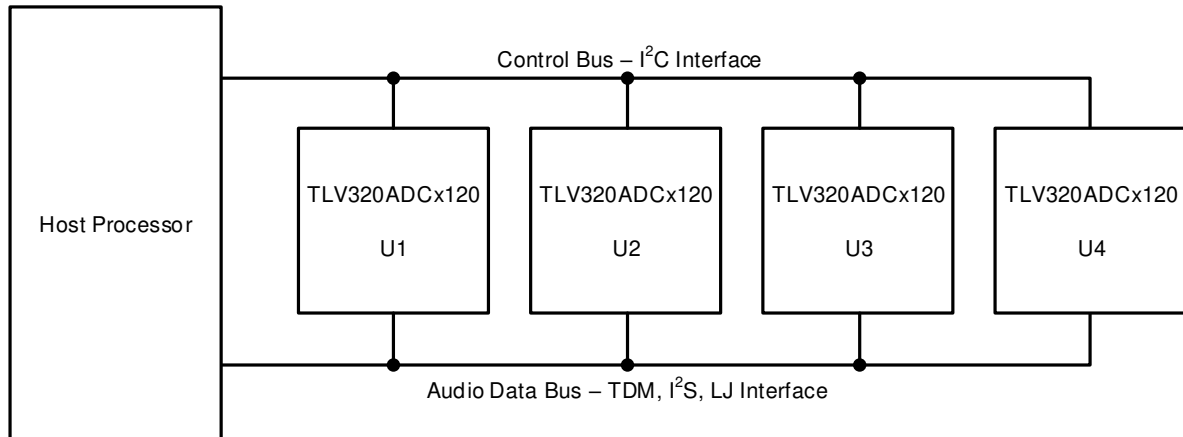 Control Bus – I²C Interface
Host Processor
TLV320ADCx120
U1
TLV320ADCx120
U2
TLV320ADCx120
U3
TLV320ADCx120
U4
Audio Data Bus – TDM, I²S, LJ Interface